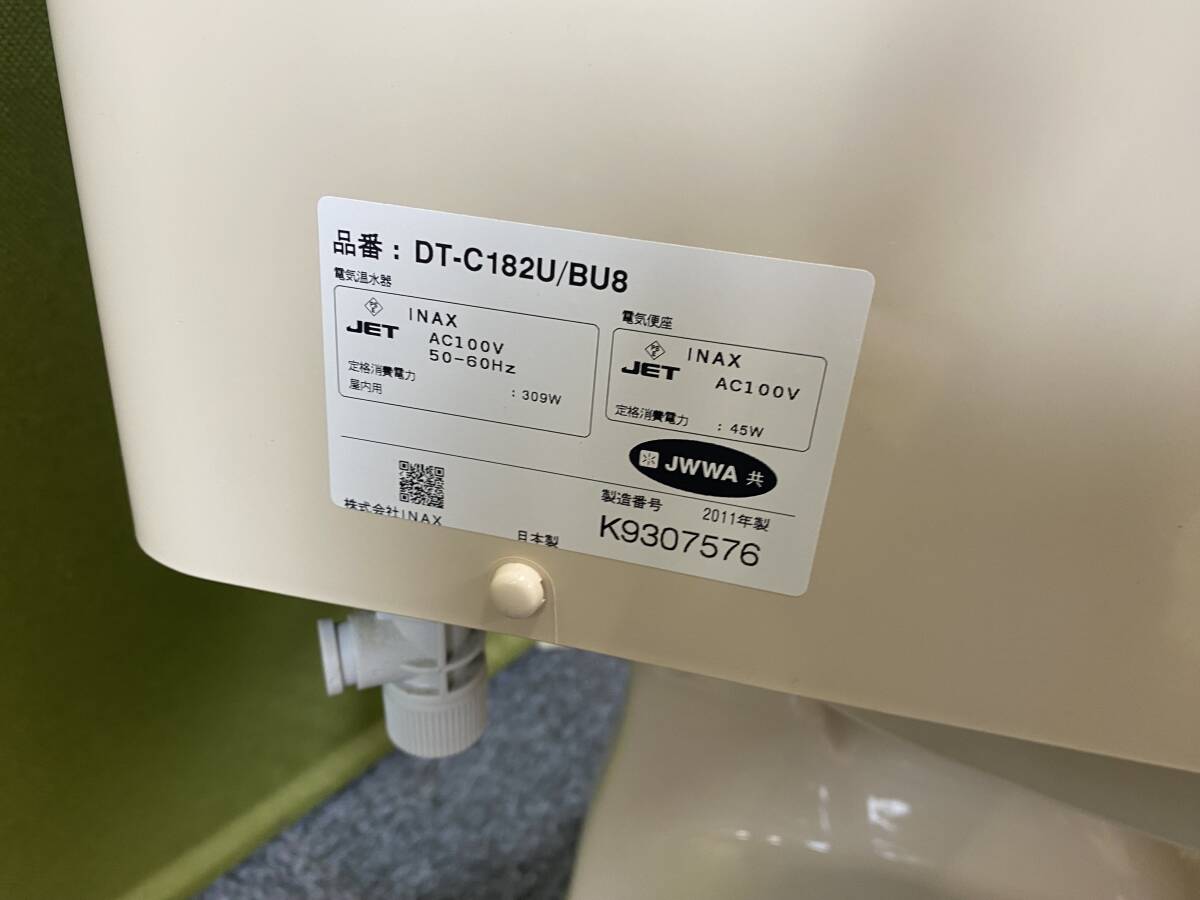 品番 : DT-C182U/BU8
電気温水器
PSE
JET
INAX
AC100V
50-60Hz
定格消費電力 : 309W
屋内用
電気便座
PSE
JET
INAX
AC100V
定格消費電力 : 45W
JWWA 共
製造番号 2011年製
K9307576
株式会社INAX
日本製